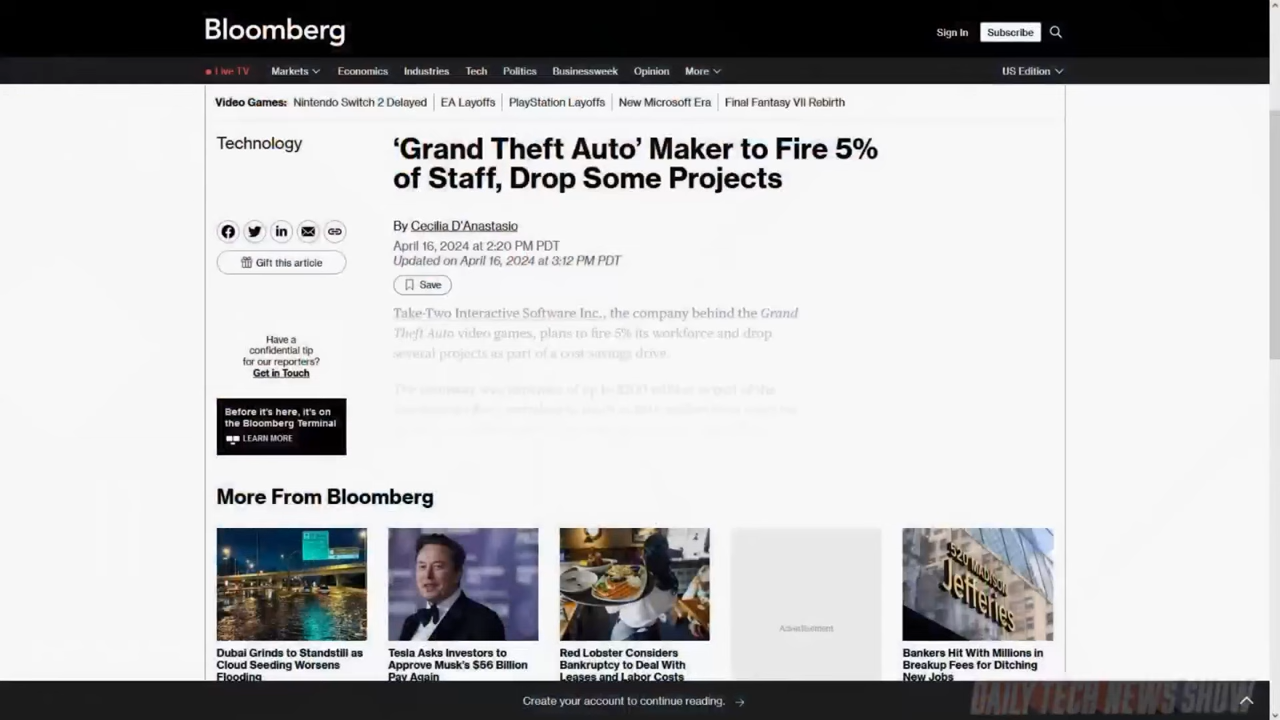 Bloomberg
Sign In
Subscribe
Live TV
Markets
Economics
Industries
Tech
Politics
Businessweek
Opinion
More
US Edition
Video Games:
Nintendo Switch 2 Delayed
EA Layoffs
PlayStation Layoffs
New Microsoft Era
Final Fantasy VII Rebirth
Technology
‘Grand Theft Auto’ Maker to Fire 5%
of Staff, Drop Some Projects
By Cecilia D'Anastasio
April 16, 2024 at 2:20 PM PDT
Updated on April 16, 2024 at 3:12 PM PDT
Save
Gift this article
Take-Two Interactive Software Inc., the company behind the Grand
Theft Auto video games, plans to fire 5% its workforce and drop
several projects as part of a cost-savings drive.
Have a
confidential tip
for our reporters?
Get in Touch
Before it's here, it's on
the Bloomberg Terminal
LEARN MORE
More From Bloomberg
520 MADISON
Jefferies
Advertisement
Dubai Grinds to Standstill as
Cloud Seeding Worsens
Flooding
Tesla Asks Investors to
Approve Musk's $56 Billion
Pay Again
Red Lobster Considers
Bankruptcy to Deal With
Leases and Labor Costs
Bankers Hit With Millions in
Breakup Fees for Ditching
New Jobs
Create your account to continue reading.
DAILY TECH NEWS SHOW